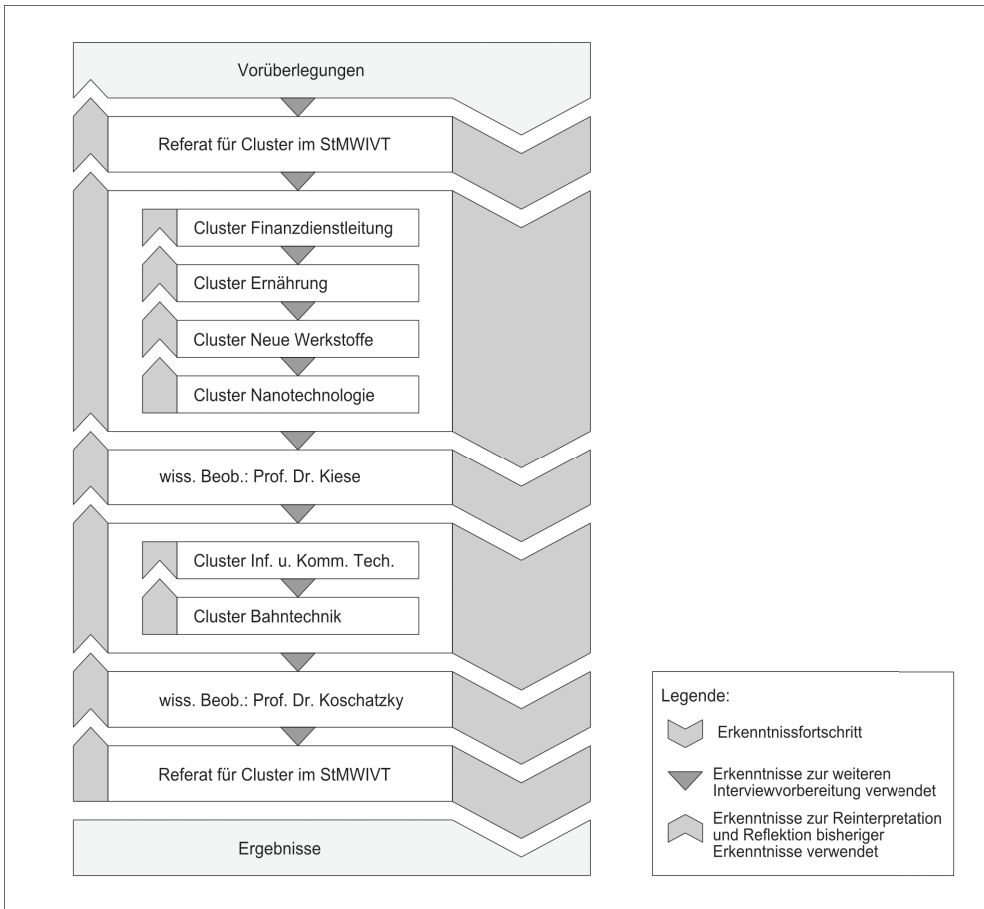 Vorüberlegungen
Referat für Cluster im StMWIVT
Cluster Finanzdienstleitung
Cluster Ernährung
Cluster Neue Werkstoffe
Cluster Nanotechnologie
wiss. Beob.: Prof. Dr. Kiese
Cluster Inf. u. Komm. Tech.
Cluster Bahntechnik
wiss. Beob.: Prof. Dr. Koschatzky
Referat für Cluster im StMWIVT
Ergebnisse
Legende:
Erkenntnissfortschritt
Erkenntnisse zur weiteren
Interviewvorbereitung verwendet
Erkenntnisse zur Reinterpretation
und Reflektion bisheriger
Erkenntnisse verwendet